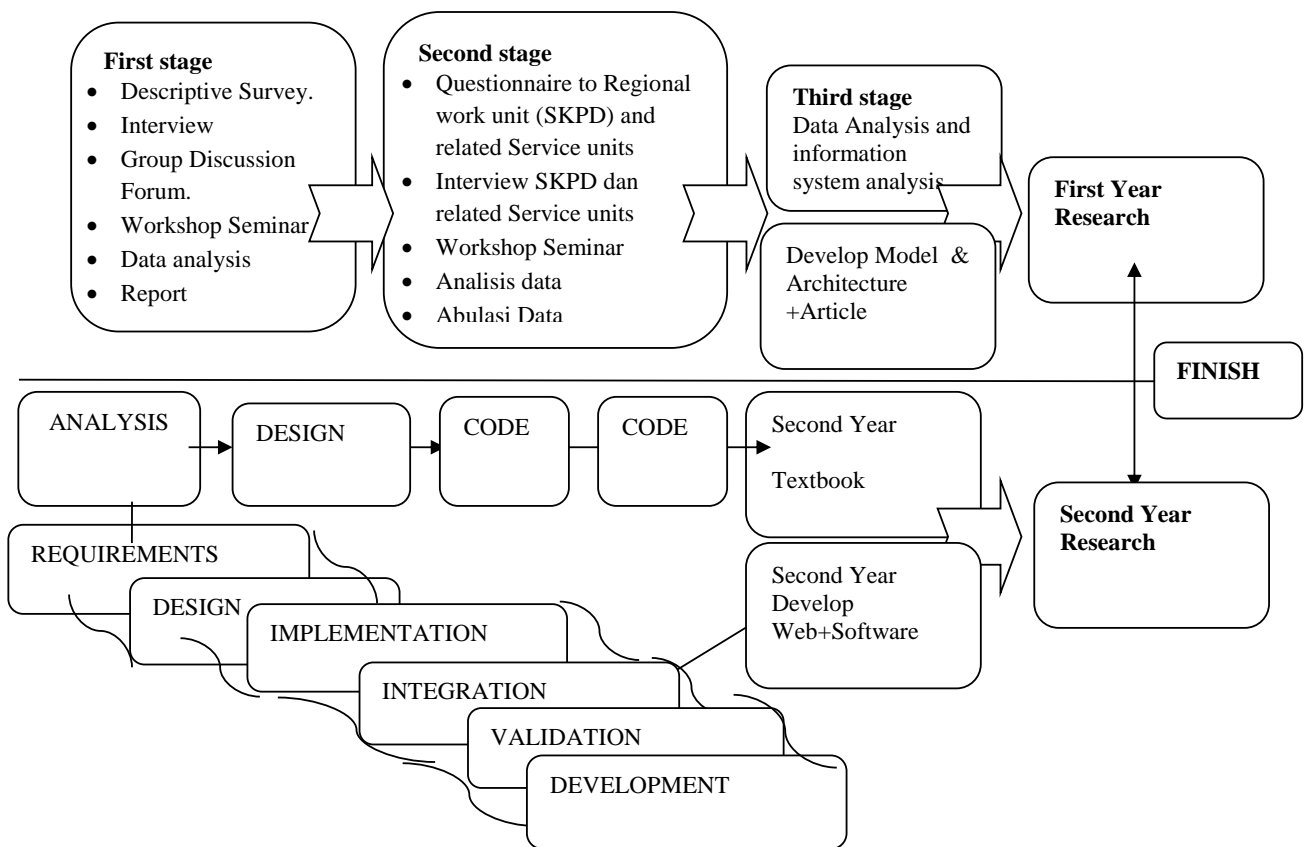 First stage
• Descriptive Survey.
• Interview
• Group Discussion
Forum.
• Workshop Seminar
• Data analysis
• Report
Second stage
• Questionnaire to Regional
work unit (SKPD) and
related Service units
• Interview SKPD dan
related Service units
• Workshop Seminar
• Analisis data
• Abulasi Data
Third stage
Data Analysis and
information
system analysis
Develop Model &
Architecture
+Article
First Year
Research
FINISH
ANALYSIS
DESIGN
CODE
CODE
Second Year
Textbook
Second Year
Research
REQUIREMENTS
DESIGN
IMPLEMENTATION
INTEGRATION
VALIDATION
DEVELOPMENT
Second Year
Develop
Web+Software